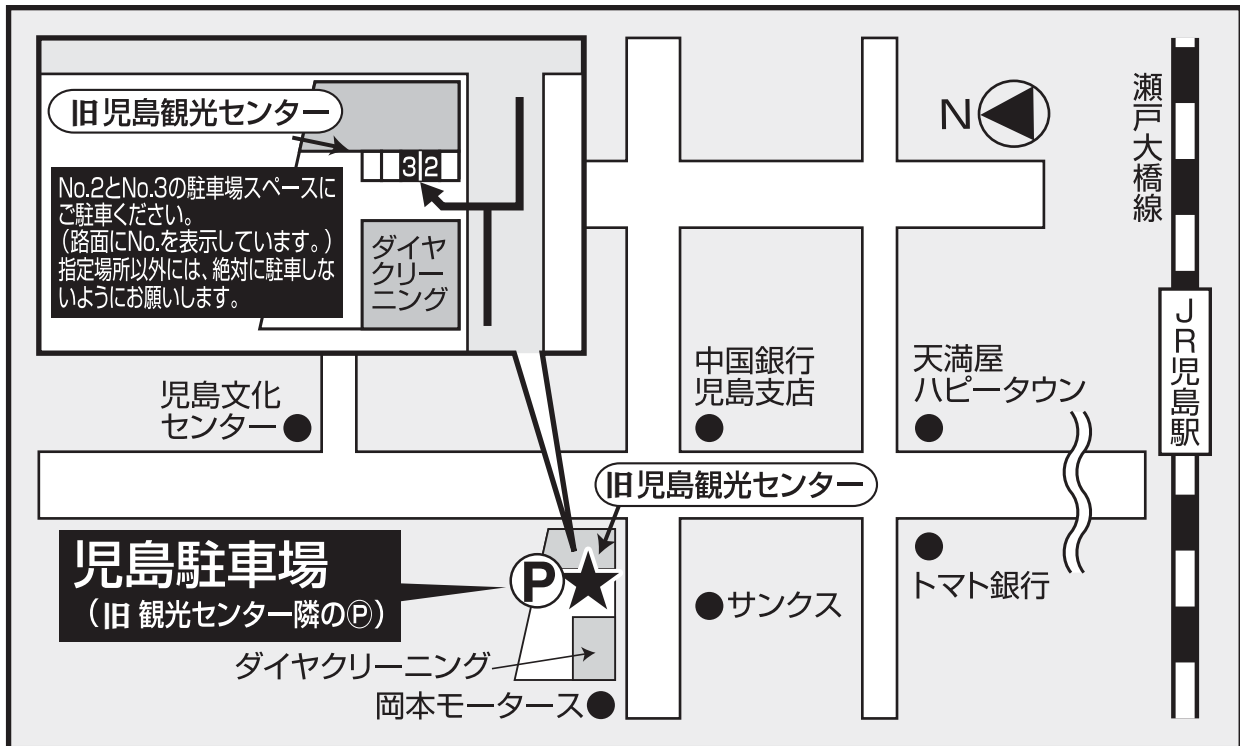 旧児島観光センター
3 2
No.2とNo.3の駐車場スペースに
ご駐車ください。
(路面にNo.を表示しています。)
指定場所以外には、絶対に駐車しな
いようにお願いします。
ダイヤ
クリー
ニング
N
瀬戸大橋線
JR児島駅
児島文化
センター
中国銀行
児島支店
天満屋
ハピータウン
旧児島観光センター
児島駐車場
(旧 観光センター隣のⓅ)
P
サンクス
トマト銀行
ダイヤクリーニング
岡本モータース